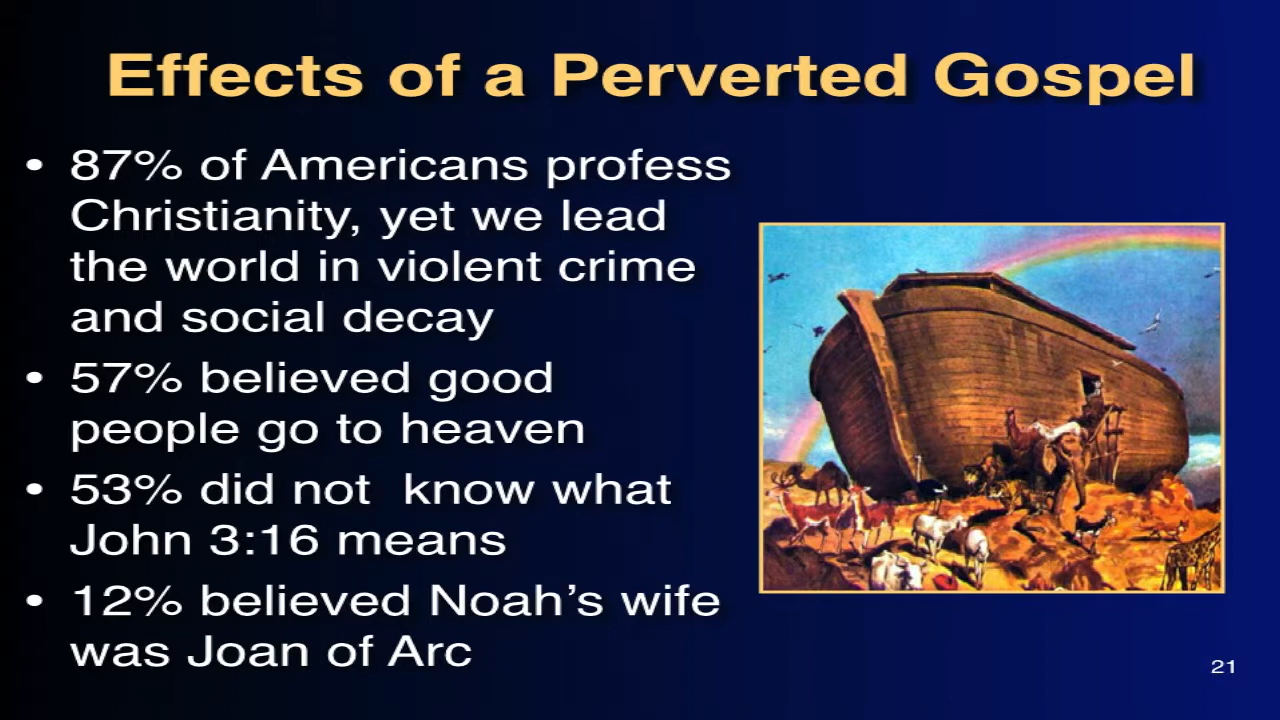 Effects of a Perverted Gospel
• 87% of Americans profess
Christianity, yet we lead
the world in violent crime
and social decay
• 57% believed good
people go to heaven
• 53% did not  know what
John 3:16 means
• 12% believed Noah’s wife
was Joan of Arc
21